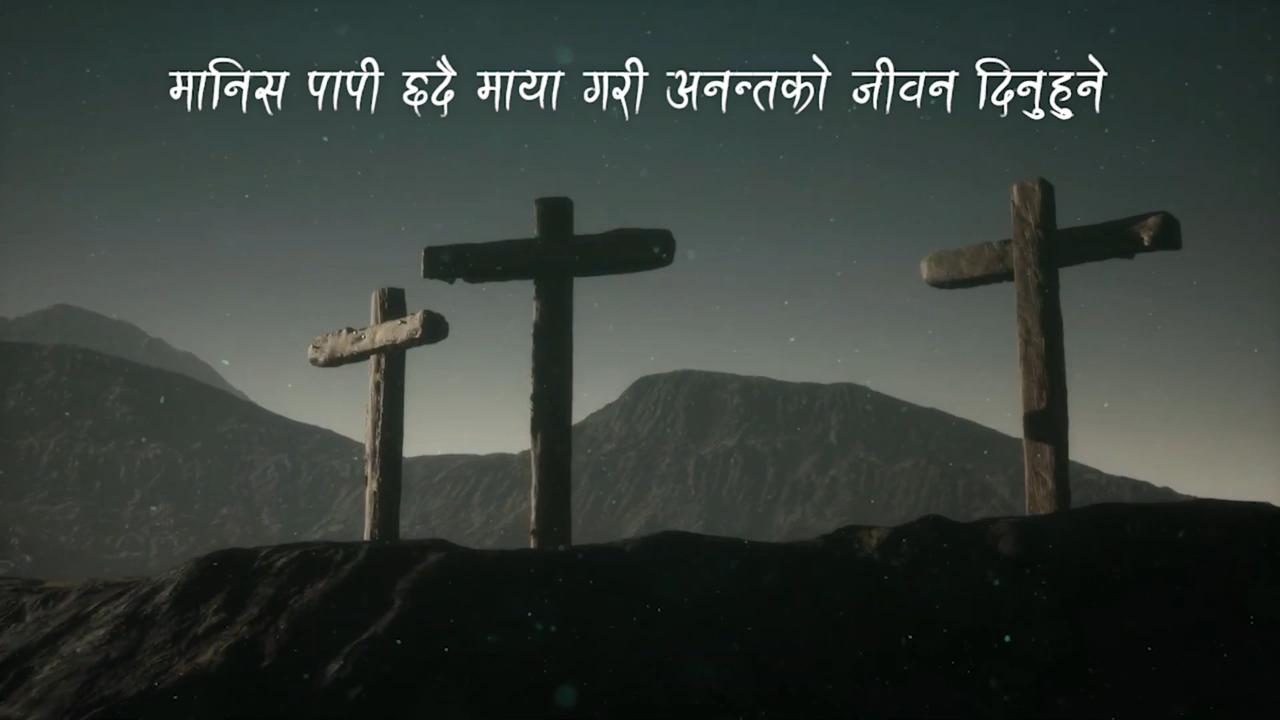 मानिस पापी छदै माया गरी अनन्तको जीवन दिनुहुने